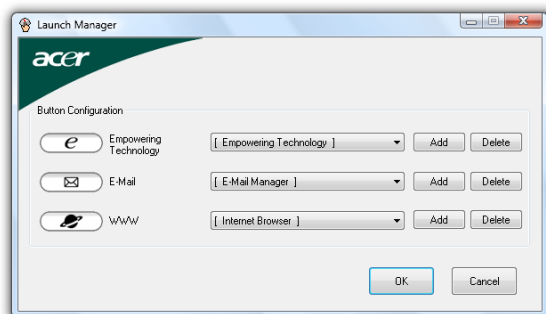 Launch Manager
acer
Button Configuration
e
Empowering
Technology
[ Empowering Technology ]
Add
Delete
E-Mail
[ E-Mail Manager ]
Add
Delete
WWW
[ Internet Browser ]
Add
Delete
OK
Cancel